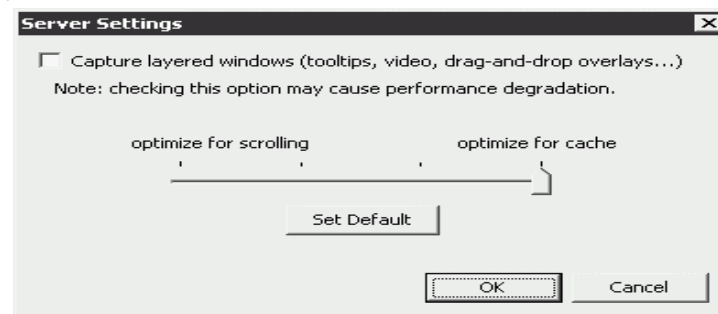 Server Settings
Capture layered windows (tooltips, video, drag-and-drop overlays...)
Note: checking this option may cause performance degradation.
optimize for scrolling optimize for cache
Set Default
OK Cancel